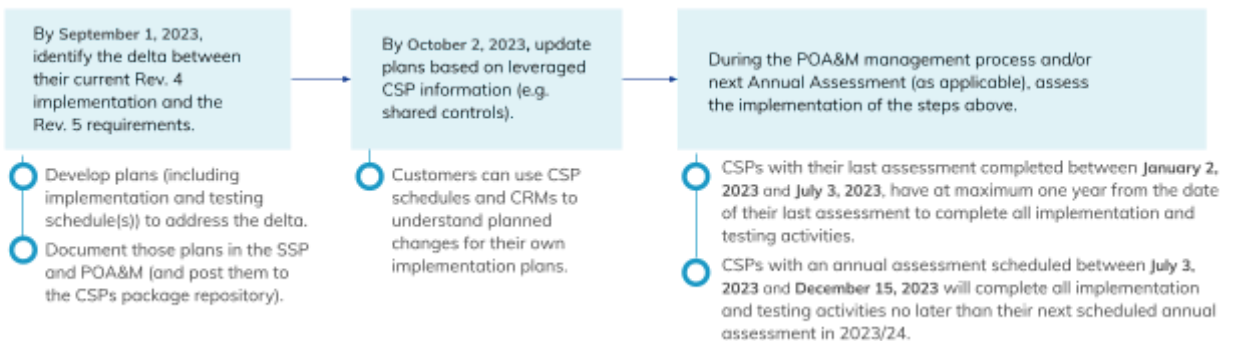 By September 1, 2023,
identify the delta between
their current Rev. 4
implementation and the
Rev. 5 requirements.
Develop plans (including
implementation and testing
schedule(s)) to address the delta.
Document those plans in the SSP
and POA&M (and post them to
the CSPs package repository).
By October 2, 2023, update
plans based on leveraged
CSP information (e.g.
shared controls).
Customers can use CSP
schedules and CRMs to
understand planned
changes for their own
implementation plans.
During the POA&M management process and/or
next Annual Assessment (as applicable), assess
the implementation of the steps above.
CSPs with their last assessment completed between January 2,
2023 and July 3, 2023, have at maximum one year from the date
of their last assessment to complete all implementation and
testing activities.
CSPs with an annual assessment scheduled between July 3,
2023 and December 15, 2023 will complete all implementation
and testing activities no later than their next scheduled annual
assessment in 2023/24.